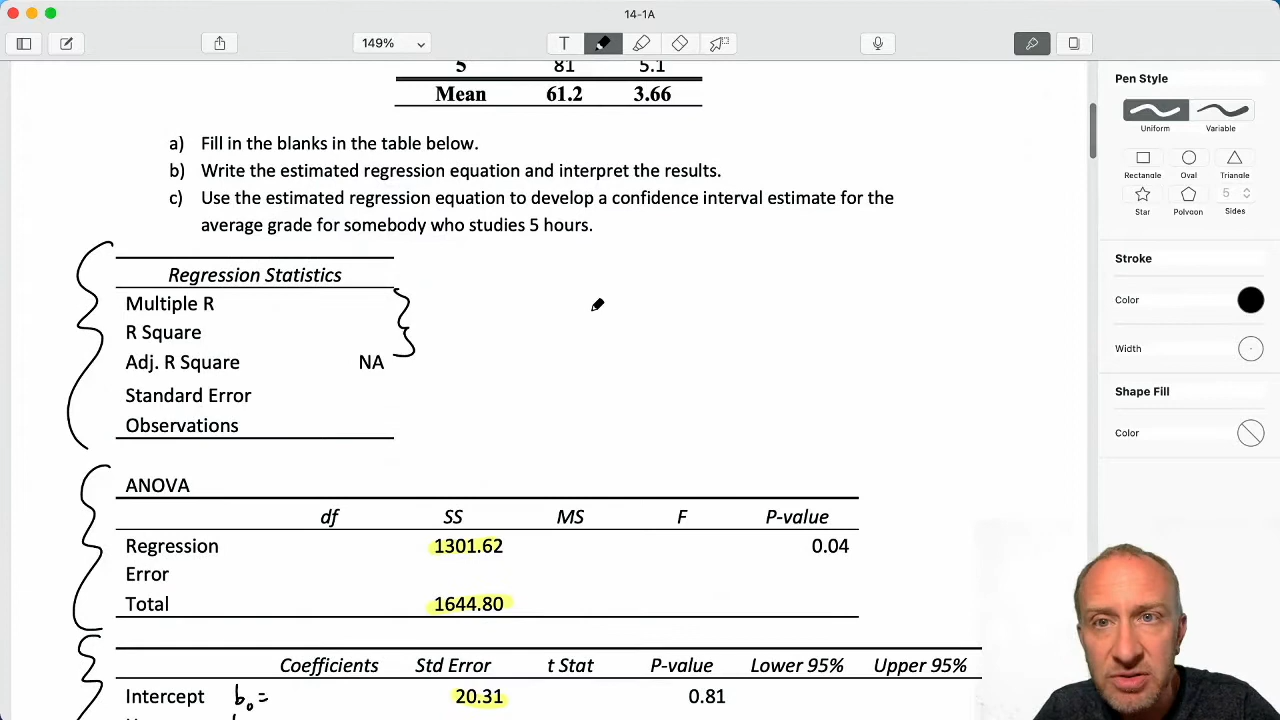 14-1A
149%
T
5 81 5.1
Mean 61.2 3.66
a) Fill in the blanks in the table below.
b) Write the estimated regression equation and interpret the results.
c) Use the estimated regression equation to develop a confidence interval estimate for the
average grade for somebody who studies 5 hours.
Regression Statistics
Multiple R
R Square
Adj. R Square NA
Standard Error
Observations
ANOVA
df SS MS F P-value
Regression 1301.62 0.04
Error
Total 1644.80
Coefficients Std Error t Stat P-value Lower 95% Upper 95%
Intercept b₀ = 20.31 0.81
Pen Style
Uniform Variable
Rectangle Oval Triangle
5
Star Polygon Sides
Stroke
Color
Width
Shape Fill
Color